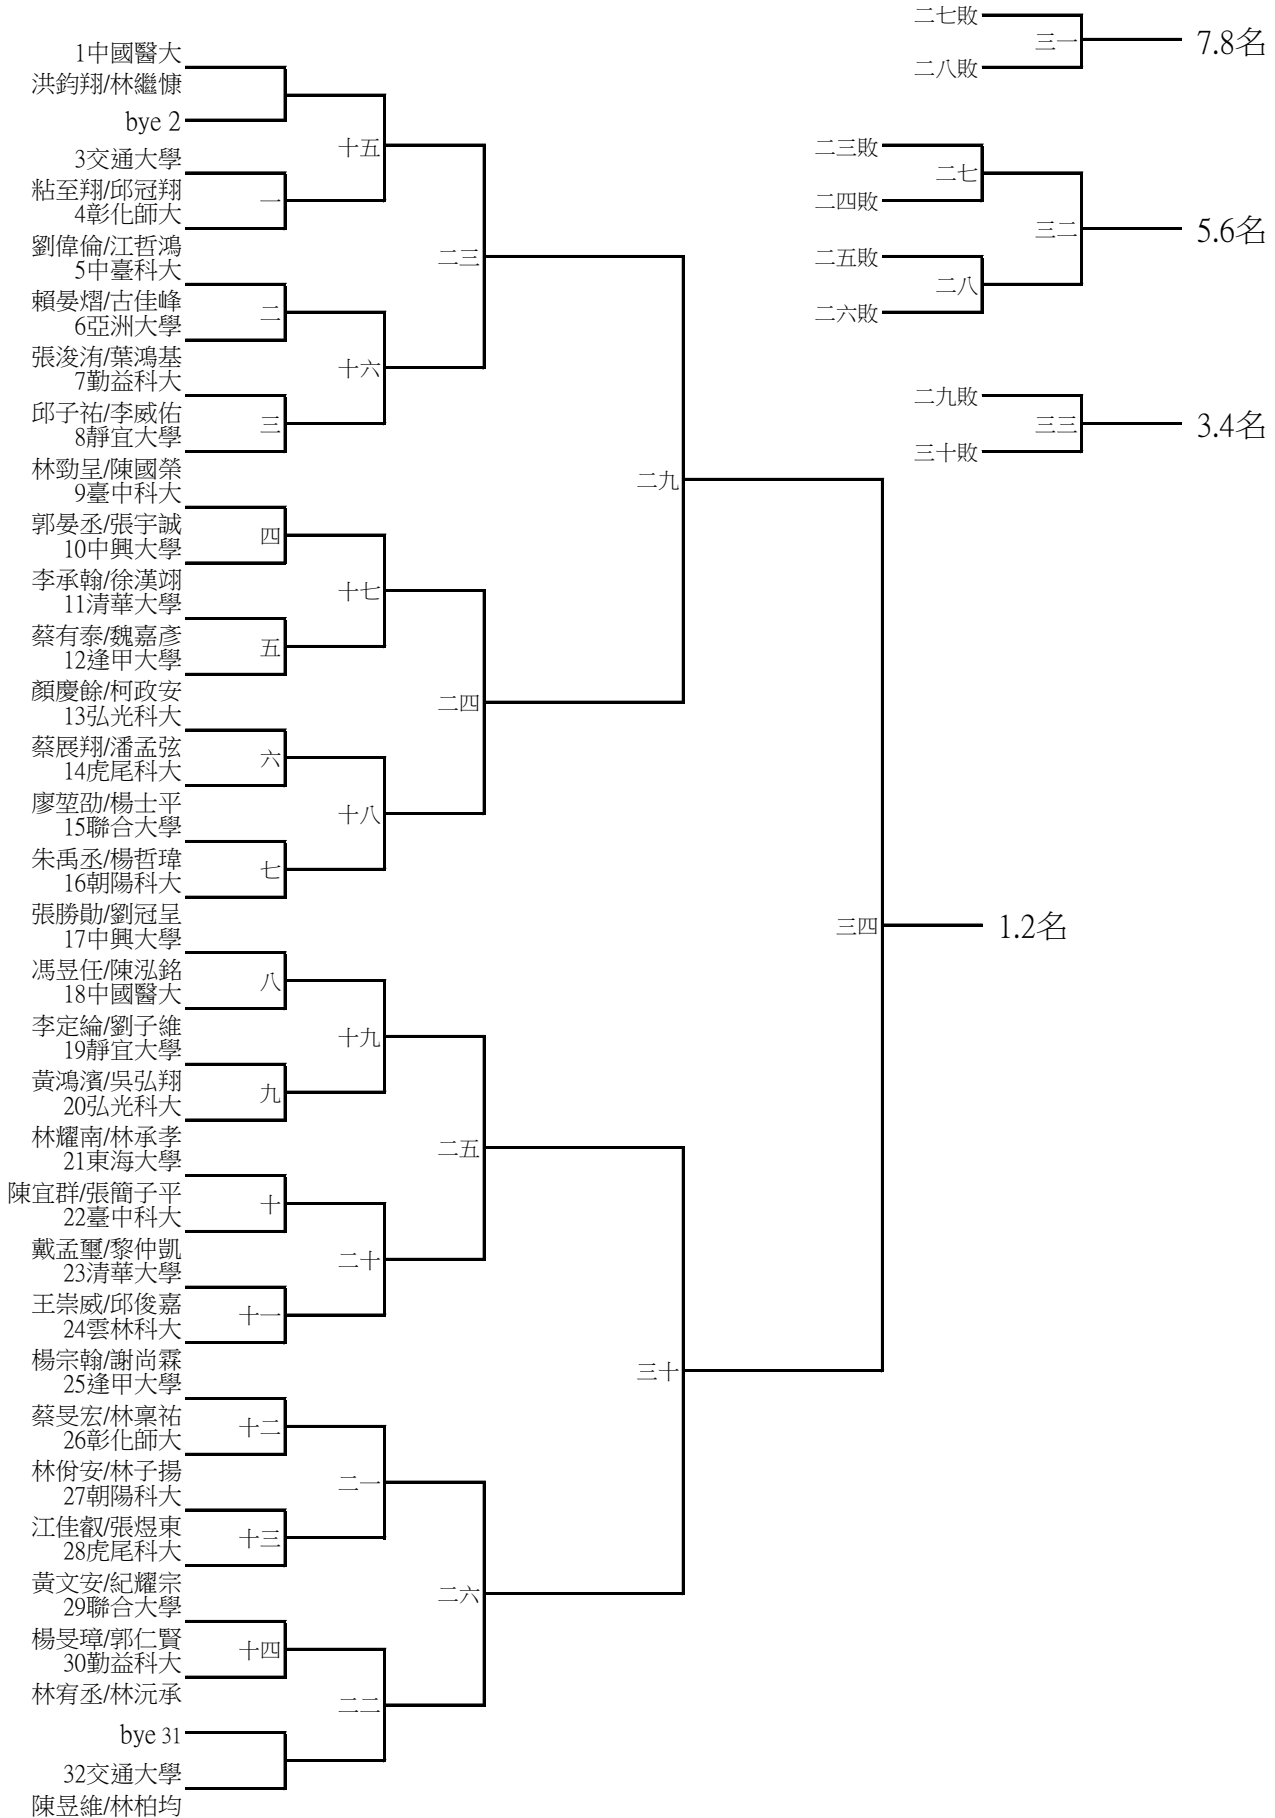 1中國醫大
洪鈞翔/林繼慷
bye 2
3交通大學
粘至翔/邱冠翔
4彰化師大
劉偉倫/江哲鴻
5中臺科大
賴晏熠/古佳峰
6亞洲大學
張浚洧/葉鴻基
7勤益科大
邱子祐/李威佑
8靜宜大學
林勁呈/陳國榮
9臺中科大
郭晏丞/張宇誠
10中興大學
李承翰/徐漢翊
11清華大學
蔡有泰/魏嘉彥
12逢甲大學
顏慶餘/柯政安
13弘光科大
蔡展翔/潘孟弦
14虎尾科大
廖堃劭/楊士平
15聯合大學
朱禹丞/楊哲瑋
16朝陽科大
張勝勛/劉冠呈
17中興大學
馮昱任/陳泓銘
18中國醫大
李定綸/劉子維
19靜宜大學
黃鴻濱/吳弘翔
20弘光科大
林耀南/林承孝
21東海大學
陳宜群/張簡子平
22臺中科大
戴孟璽/黎仲凱
23清華大學
王崇威/邱俊嘉
24雲林科大
楊宗翰/謝尚霖
25逢甲大學
蔡旻宏/林稟祐
26彰化師大
林佾安/林子揚
27朝陽科大
江佳叡/張煜東
28虎尾科大
黃文安/紀耀宗
29聯合大學
楊旻璋/郭仁賢
30勤益科大
林宥丞/林沅承
bye 31
32交通大學
陳昱維/林柏均
一
二
三
四
五
六
七
八
九
十
十一
十二
十三
十四
十五
十六
十七
十八
十九
二十
二一
二二
二三
二四
二五
二六
二九
三十
三四
1.2名
二七敗
三一
二八敗
7.8名
二三敗
二七
二四敗
三二
5.6名
二五敗
二八
二六敗
二九敗
三三
三十敗
3.4名